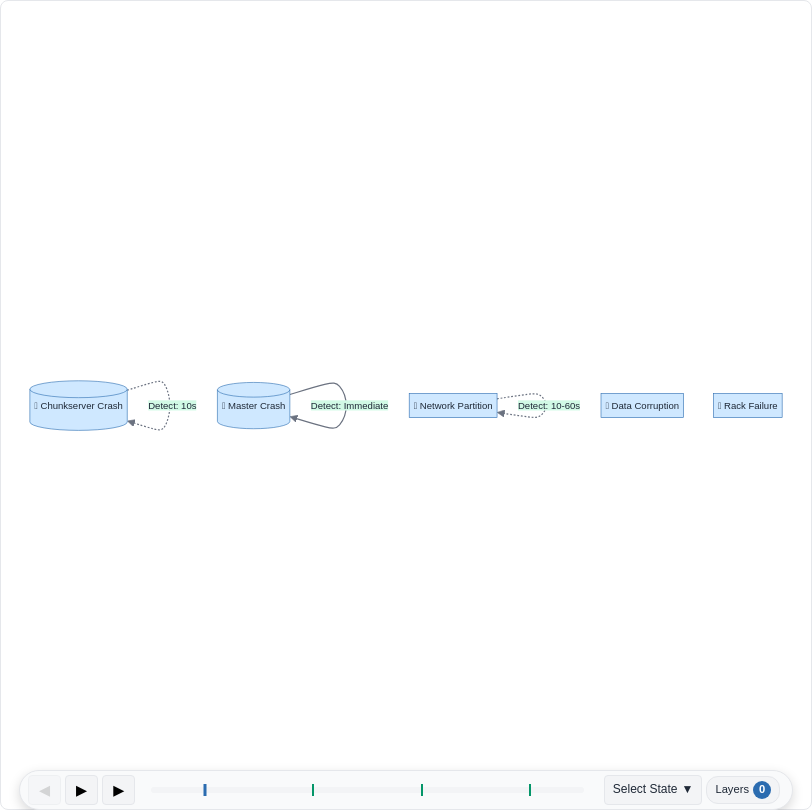 Chunkserver Crash
Detect: 10s
Master Crash
Detect: Immediate
Network Partition
Detect: 10-60s
Data Corruption
Rack Failure
Select State ▼
Layers 0